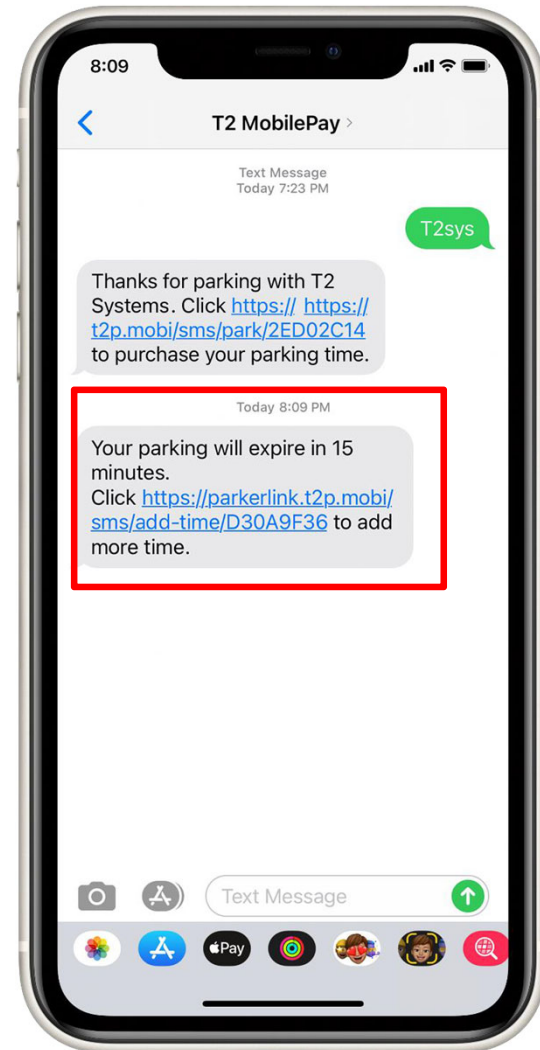 8:09
T2 MobilePay
Text Message
Today 7:23 PM
T2sys
Thanks for parking with T2
Systems. Click https:// https://
t2p.mobi/sms/park/2ED02C14
to purchase your parking time.
Today 8:09 PM
Your parking will expire in 15
minutes.
Click https://parkerlink.t2p.mobi/
sms/add-time/D30A9F36 to add
more time.
Text Message
Pay